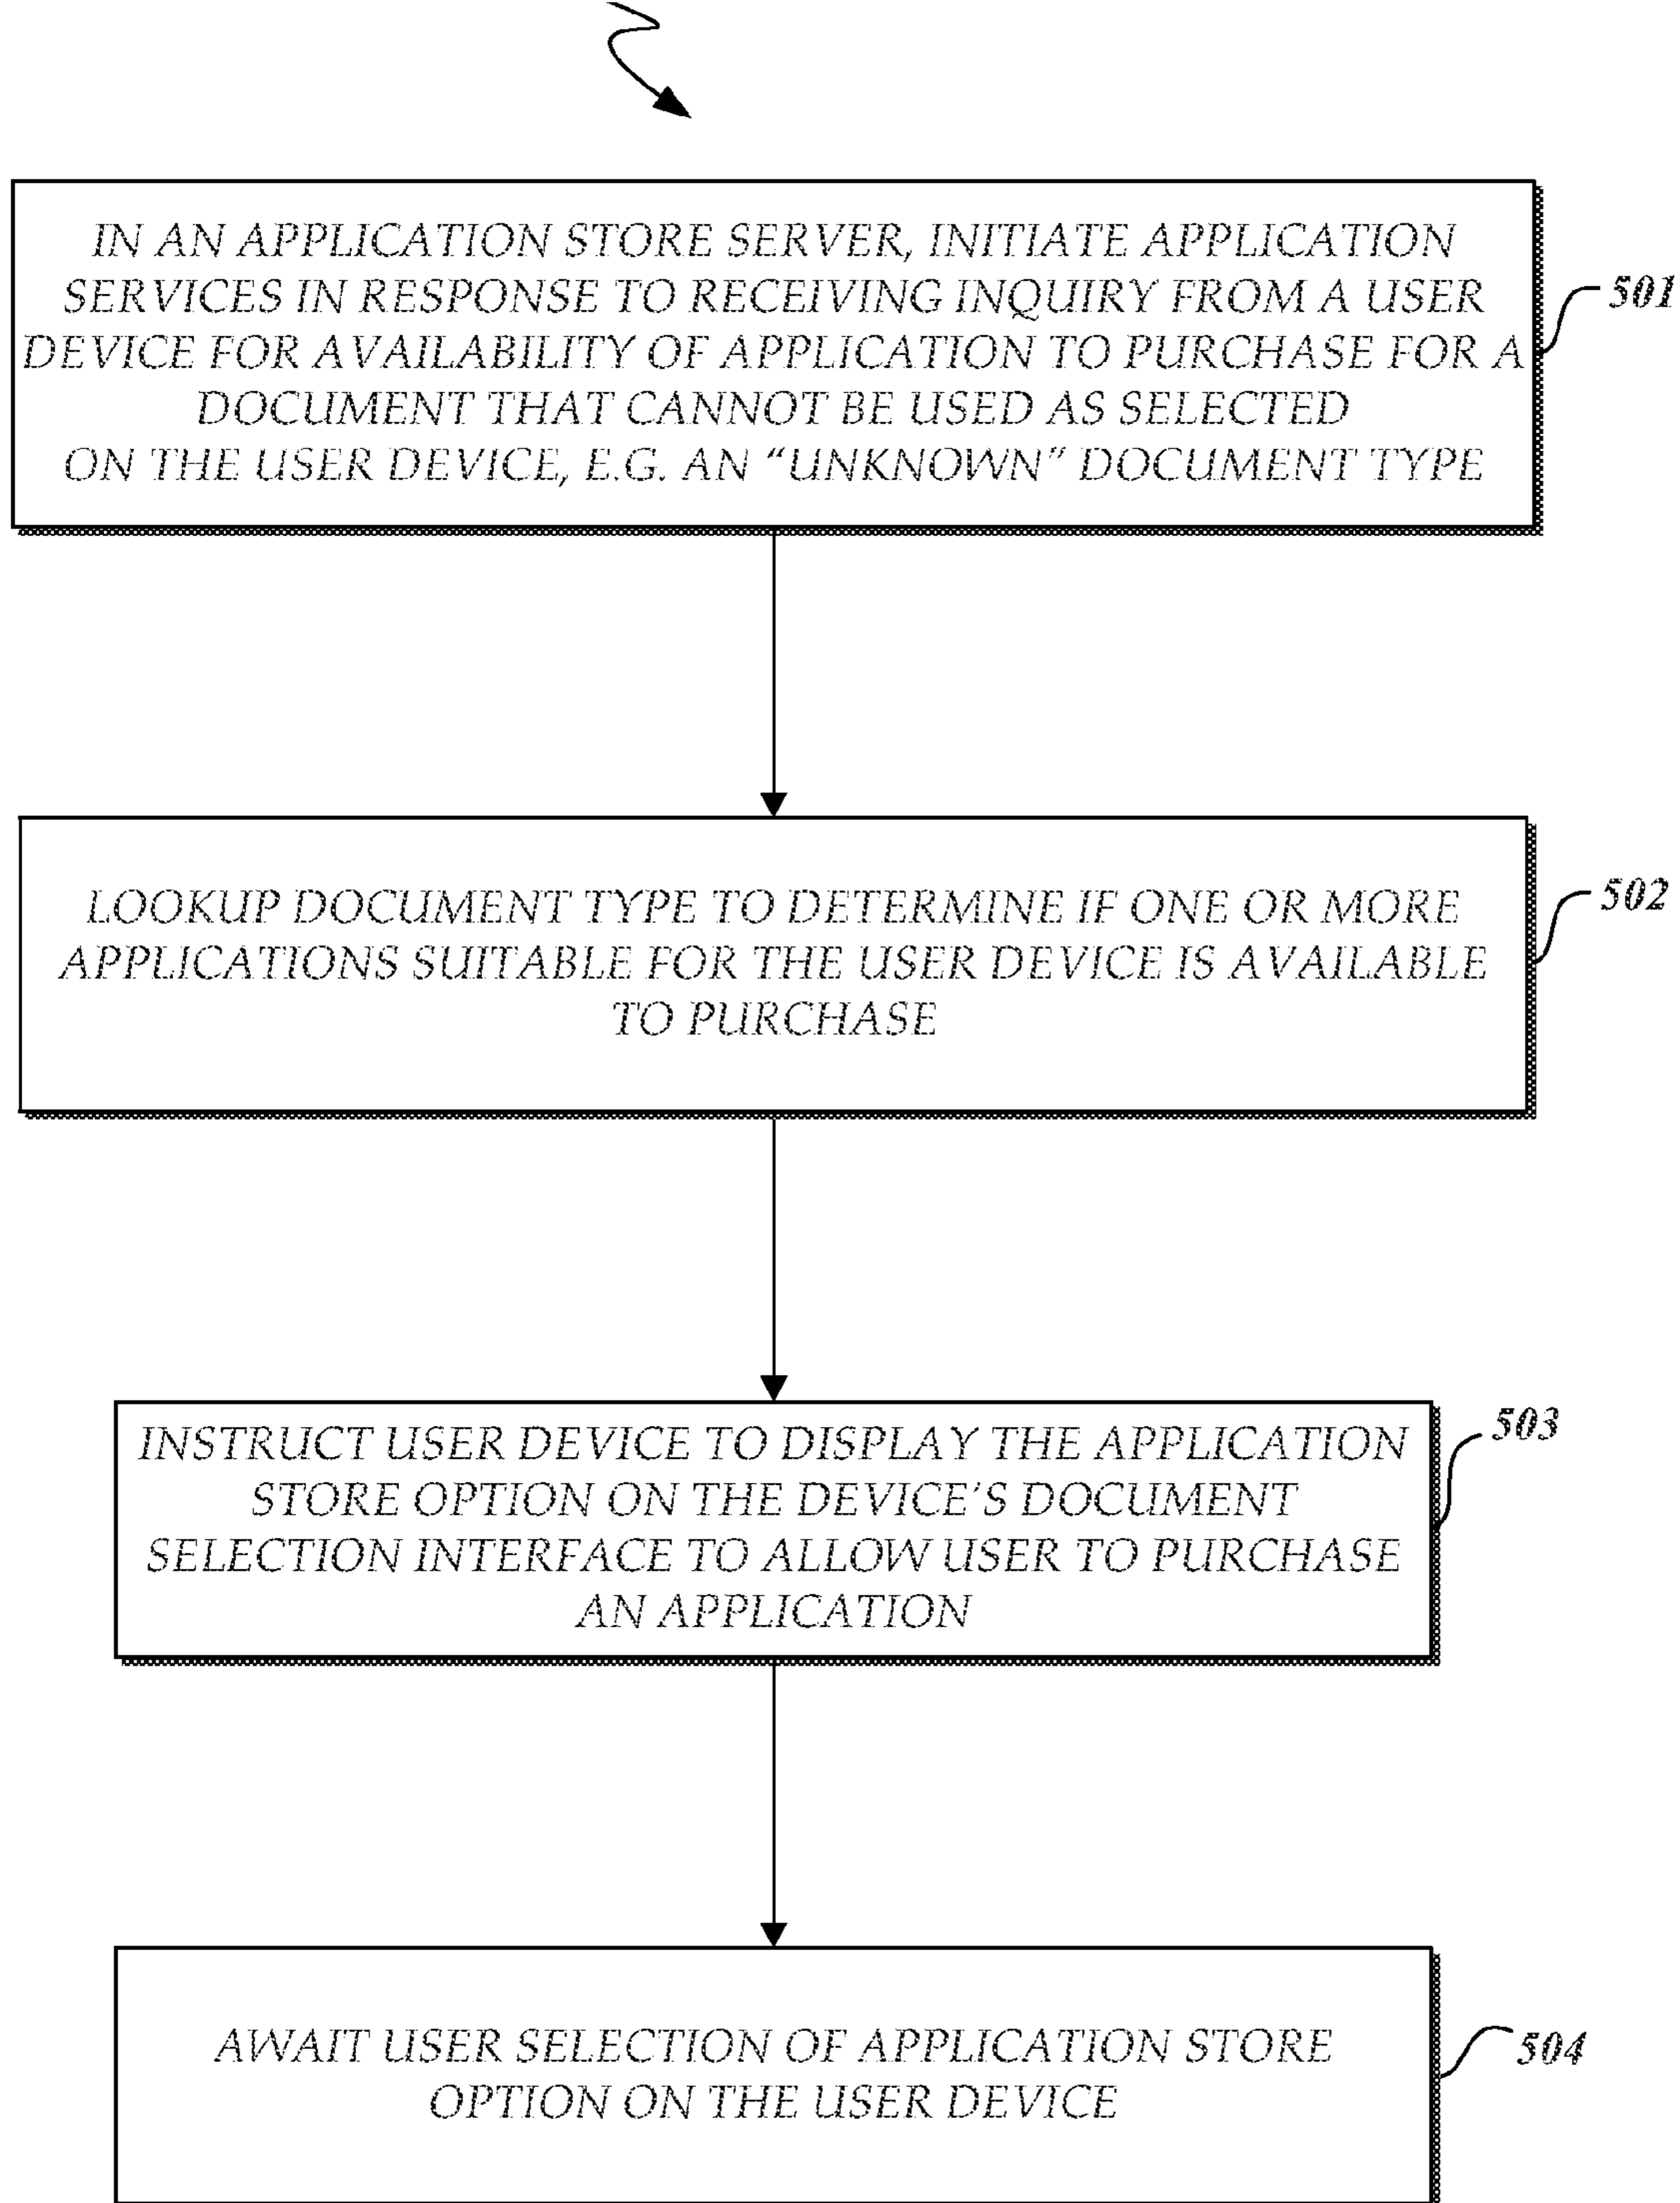 IN AN APPLICATION STORE SERVER, INITIATE APPLICATION
SERVICES IN RESPONSE TO RECEIVING INQUIRY FROM A USER
DEVICE FOR AVAILABILITY OF APPLICATION TO PURCHASE FOR A
DOCUMENT THAT CANNOT BE USED AS SELECTED
ON THE USER DEVICE, E.G. AN “UNKNOWN” DOCUMENT TYPE
501
LOOKUP DOCUMENT TYPE TO DETERMINE IF ONE OR MORE
APPLICATIONS SUITABLE FOR THE USER DEVICE IS AVAILABLE
TO PURCHASE
502
INSTRUCT USER DEVICE TO DISPLAY THE APPLICATION
STORE OPTION ON THE DEVICE’S DOCUMENT
SELECTION INTERFACE TO ALLOW USER TO PURCHASE
AN APPLICATION
503
AWAIT USER SELECTION OF APPLICATION STORE
OPTION ON THE USER DEVICE
504